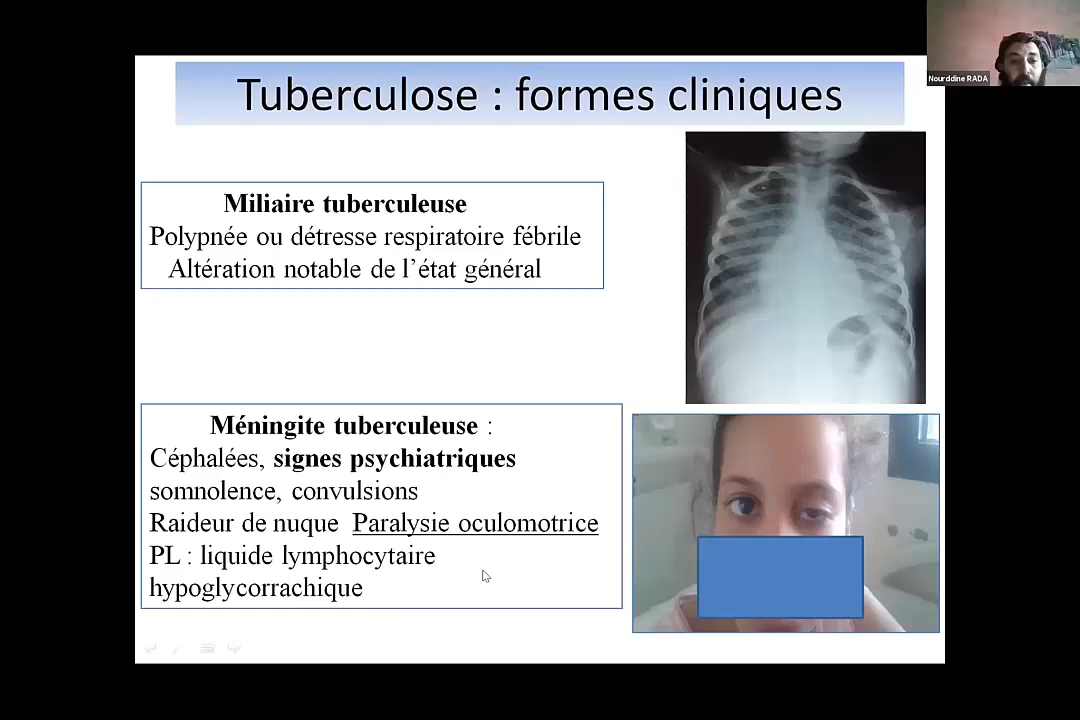 Nourddine RADA
Tuberculose : formes cliniques
Miliaire tuberculeuse
Polypnée ou détresse respiratoire fébrile
Altération notable de l’état général
Méningite tuberculeuse :
Céphalées, signes psychiatriques
somnolence, convulsions
Raideur de nuque Paralysie oculomotrice
PL : liquide lymphocytaire
hypoglycorrachique